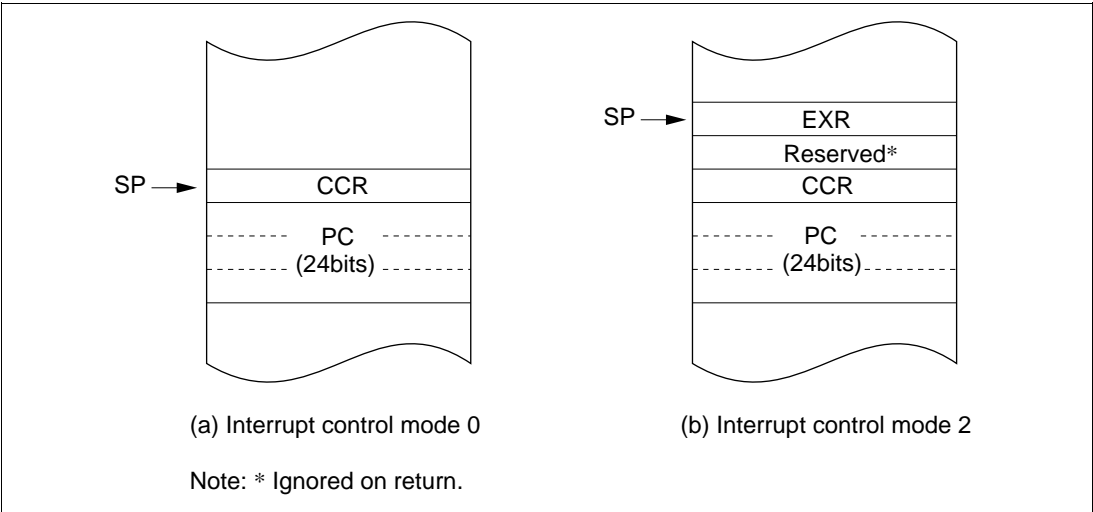 SP
CCR
PC
(24bits)
(a) Interrupt control mode 0
SP
EXR
Reserved*
CCR
PC
(24bits)
(b) Interrupt control mode 2
Note: * Ignored on return.